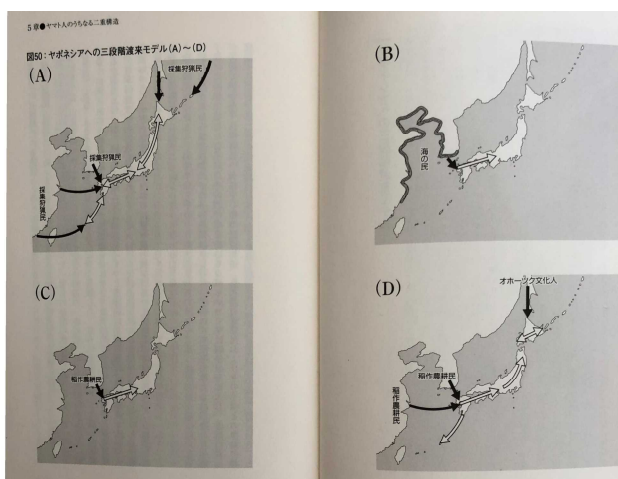 5章●ヤマト人のうちなる二重構造
図50:ヤポネシアへの三段階渡来モデル(A)~(D)
(A)
採集狩猟民
採集狩猟民
採集狩猟民
(B)
海の民
(C)
稲作農耕民
(D)
オホーツク文化人
稲作農耕民
稲作農耕民